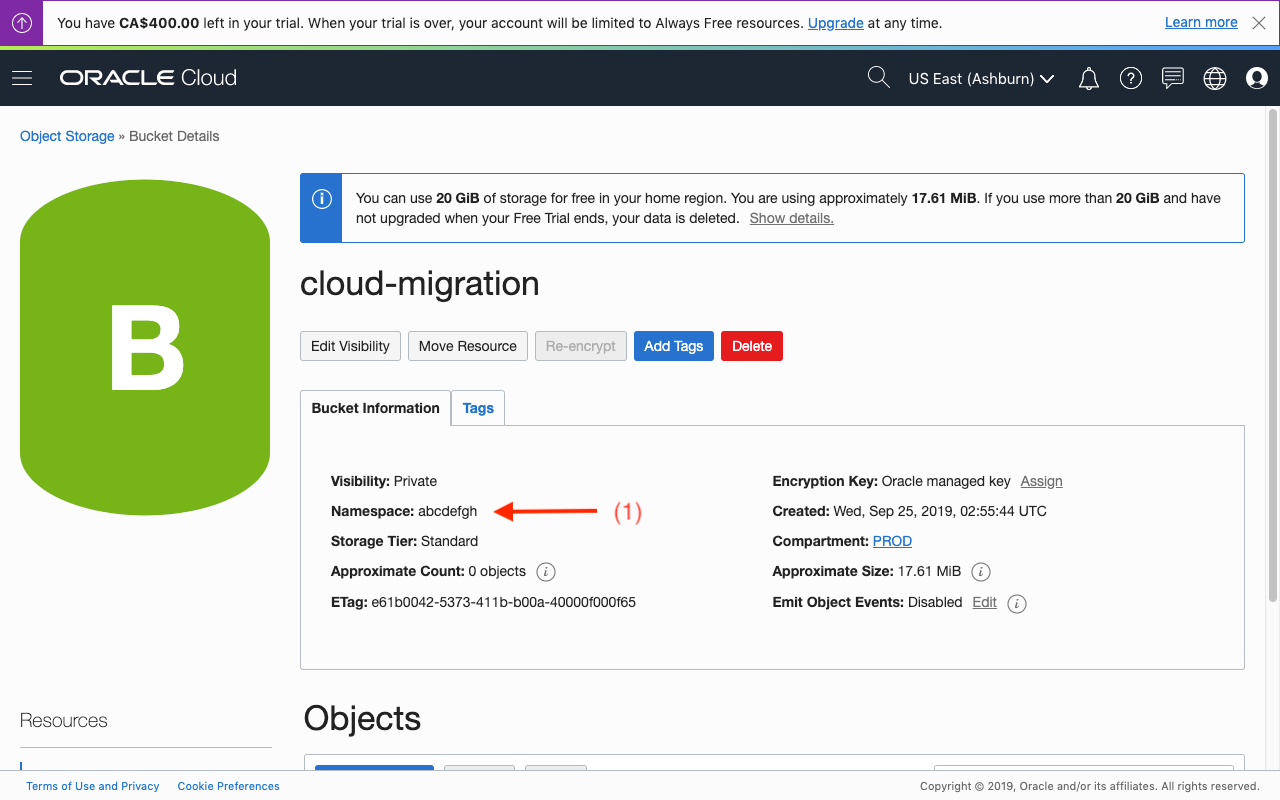 You have CA$400.00 left in your trial. When your trial is over, your account will be limited to Always Free resources. Upgrade at any time.
Learn more
ORACLE Cloud
US East (Ashburn)
Object Storage » Bucket Details
B
You can use 20 GiB of storage for free in your home region. You are using approximately 17.61 MiB. If you use more than 20 GiB and have
not upgraded when your Free Trial ends, your data is deleted. Show details.
cloud-migration
Edit Visibility
Move Resource
Re-encrypt
Add Tags
Delete
Bucket Information
Tags
Visibility: Private
Namespace: abcdefgh
(1)
Storage Tier: Standard
Approximate Count: 0 objects
ETag: e61b0042-5373-411b-b00a-40000f000f65
Encryption Key: Oracle managed key Assign
Created: Wed, Sep 25, 2019, 02:55:44 UTC
Compartment: PROD
Approximate Size: 17.61 MiB
Emit Object Events: Disabled Edit
Resources
Objects
Terms of Use and Privacy
Cookie Preferences
Copyright © 2019, Oracle and/or its affiliates. All rights reserved.